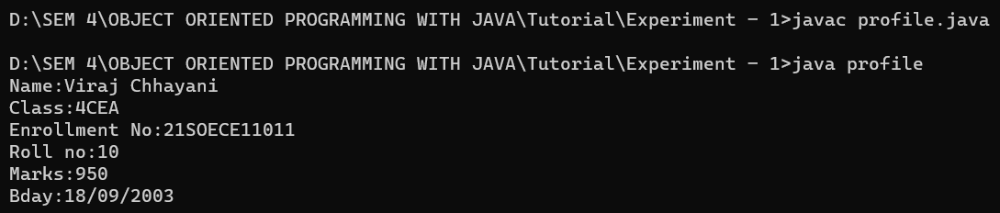 D:\SEM 4\OBJECT ORIENTED PROGRAMMING WITH JAVA\Tutorial\Experiment - 1>javac profile.java
D:\SEM 4\OBJECT ORIENTED PROGRAMMING WITH JAVA\Tutorial\Experiment - 1>java profile
Name:Viraj Chhayani
Class:4CEA
Enrollment No:21SOECE11011
Roll no:10
Marks:950
Bday:18/09/2003